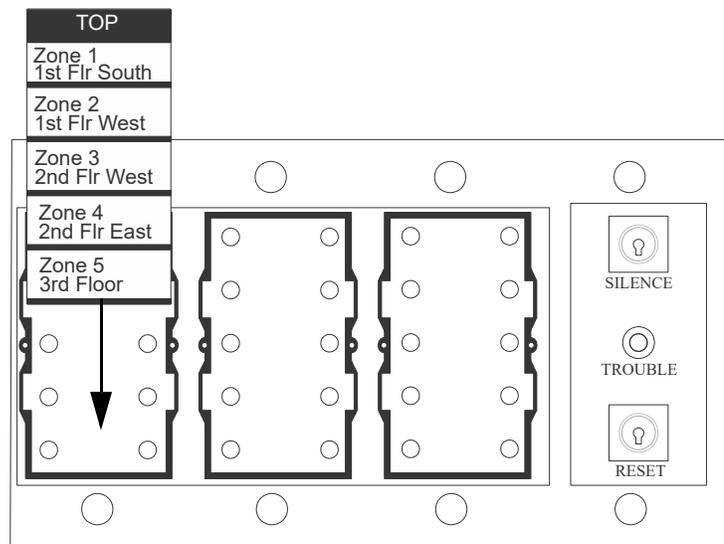 TOP
Zone 1
1st Flr South
Zone 2
1st Flr West
Zone 3
2nd Flr West
Zone 4
2nd Flr East
Zone 5
3rd Floor
SILENCE
TROUBLE
RESET